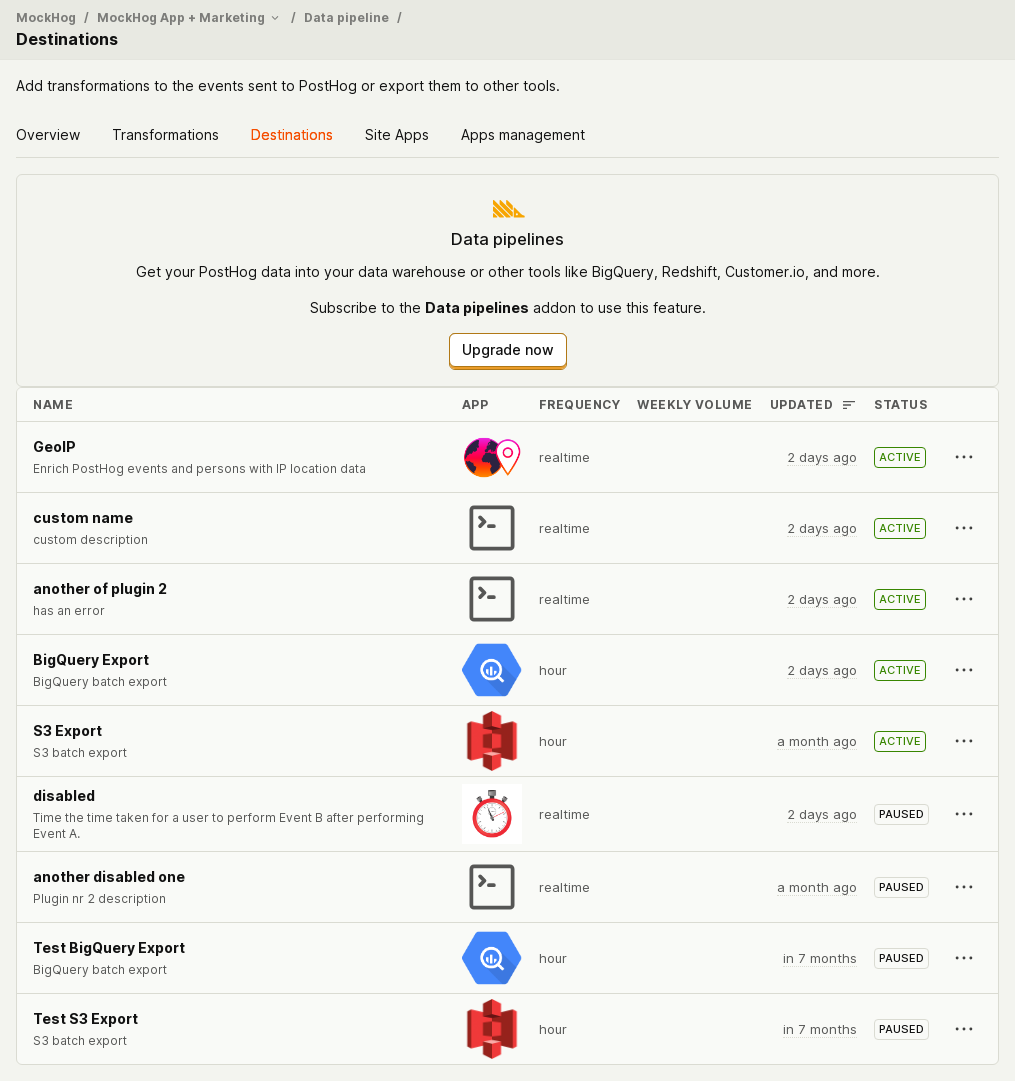 MockHog / MockHog App + Marketing / Data pipeline /
Destinations
Add transformations to the events sent to PostHog or export them to other tools.
Overview Transformations Destinations Site Apps Apps management
Data pipelines
Get your PostHog data into your data warehouse or other tools like BigQuery, Redshift, Customer.io, and more.
Subscribe to the Data pipelines addon to use this feature.
Upgrade now
NAME APP FREQUENCY WEEKLY VOLUME UPDATED STATUS
GeoIP
Enrich PostHog events and persons with IP location data
realtime 2 days ago ACTIVE
custom name
custom description
realtime 2 days ago ACTIVE
another of plugin 2
has an error
realtime 2 days ago ACTIVE
BigQuery Export
BigQuery batch export
hour 2 days ago ACTIVE
S3 Export
S3 batch export
hour a month ago ACTIVE
disabled
Time the time taken for a user to perform Event B after performing
Event A.
realtime 2 days ago PAUSED
another disabled one
Plugin nr 2 description
realtime a month ago PAUSED
Test BigQuery Export
BigQuery batch export
hour in 7 months PAUSED
Test S3 Export
S3 batch export
hour in 7 months PAUSED